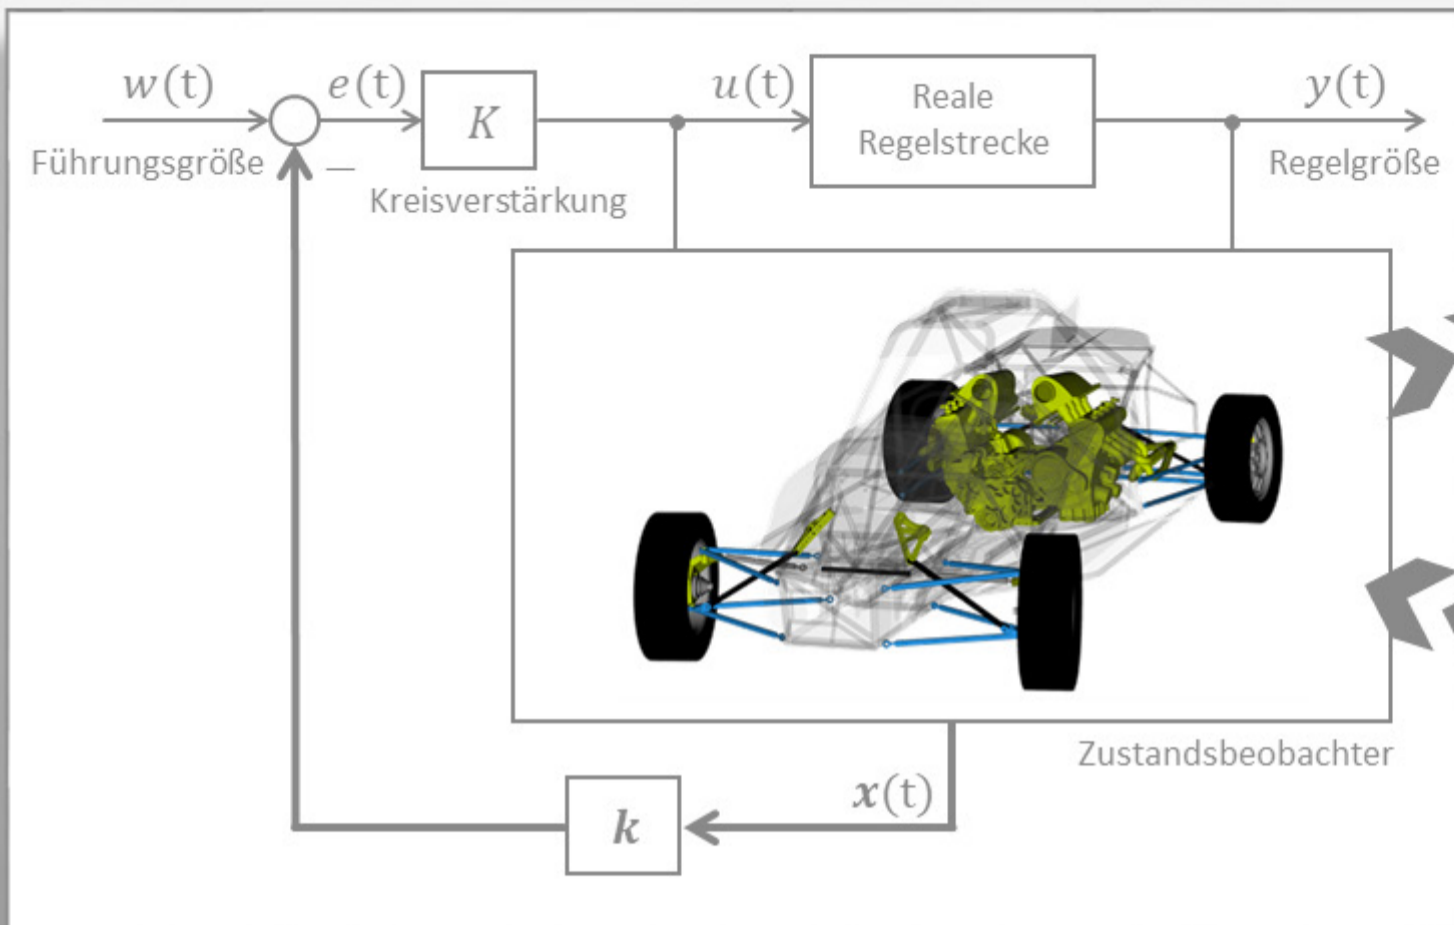 w(t)
e(t)
K
u(t)
Reale
Regelstrecke
y(t)
Führungsgröße
–
Kreisverstärkung
Regelgröße
Zustandsbeobachter
x(t)
k